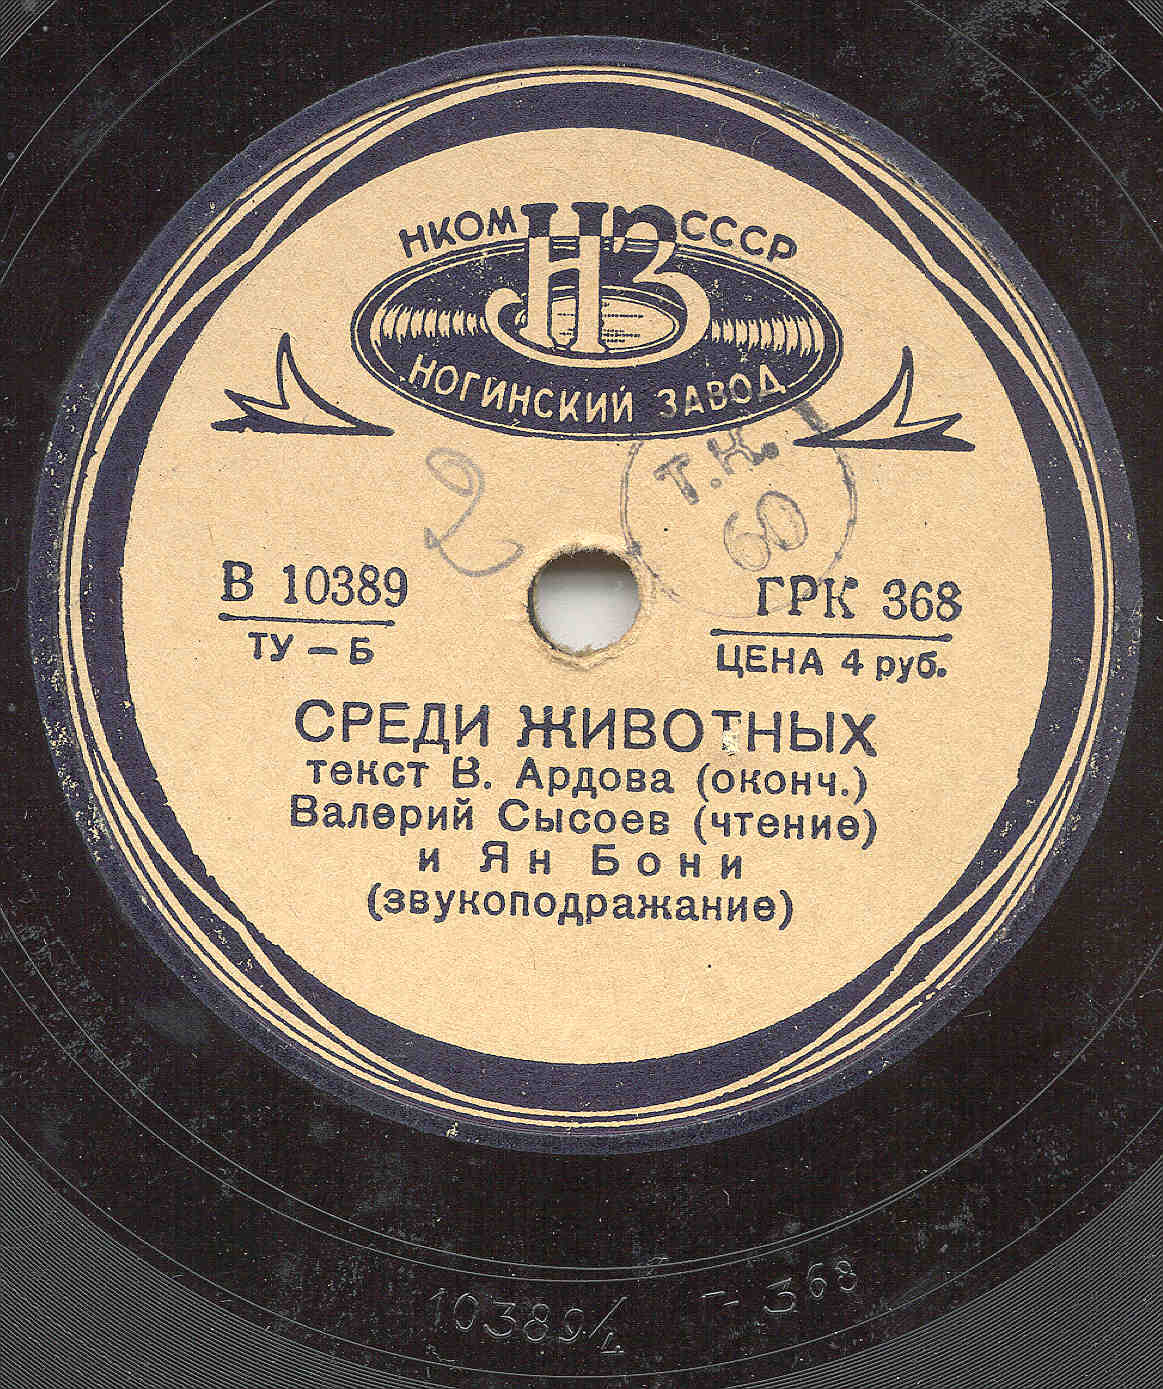 НКОМ НЗ СССР
НОГИНСКИЙ ЗАВОД
2
Т.К.
60
В 10389
ГРК 368
ТУ – Б
ЦЕНА 4 руб.
СРЕДИ ЖИВОТНЫХ
текст В. Ардова (оконч.)
Валерий Сысоев (чтение)
и Ян Бони
(звукоподражание)
10389/2 Г-368